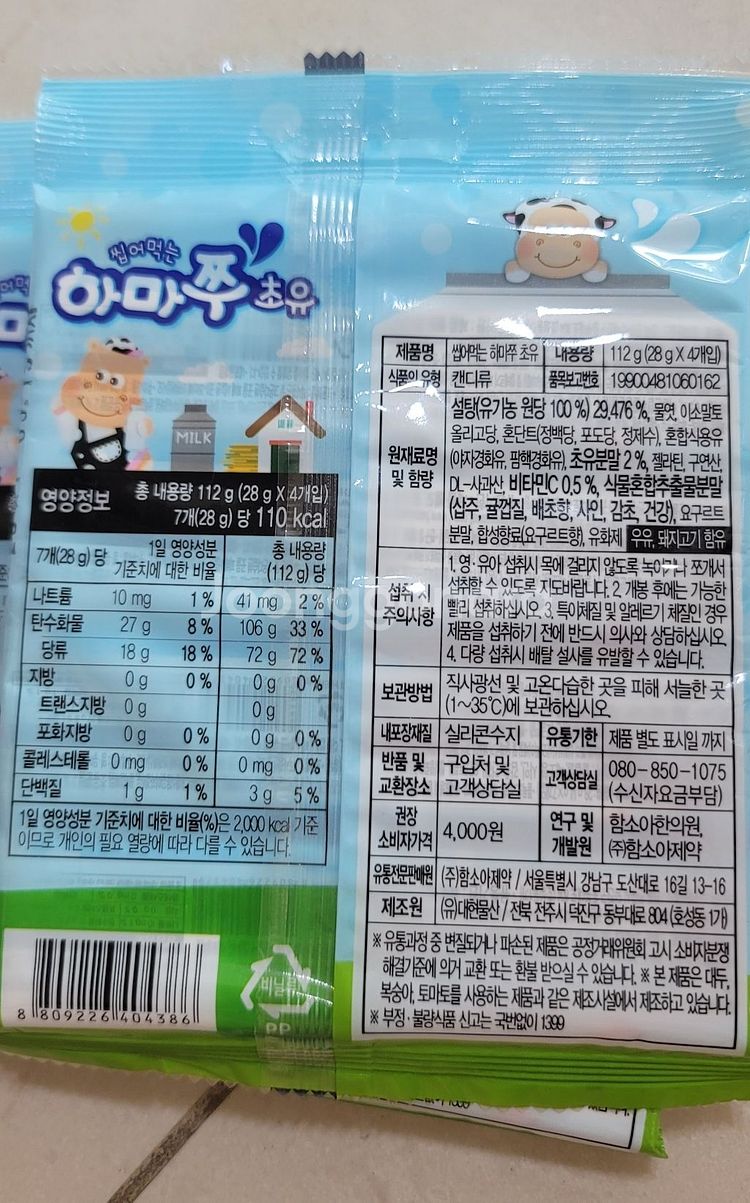 씹어먹는
하마쭈 초유
MILK
영양정보
총 내용량 112 g (28 g X 4개입)
7개(28 g) 당 110 kcal
7개(28 g) 당 1일 영양성분 기준치에 대한 비율 총 내용량 (112 g) 당
나트륨 10 mg 1 % 41 mg 2 %
탄수화물 27 g 8 % 106 g 33 %
당류 18 g 18 % 72 g 72 %
지방 0 g 0 % 0 g 0 %
트랜스지방 0 g 0 g
포화지방 0 g 0 % 0 g 0 %
콜레스테롤 0 mg 0 % 0 mg 0 %
단백질 1 g 1 % 3 g 5 %
1일 영양성분 기준치에 대한 비율(%)은 2,000 kcal 기준
이므로 개인의 필요 열량에 따라 다를 수 있습니다.
8 809226 404386
비닐류
PP
제품명 씹어먹는 하마쭈 초유 내용량 112 g (28 g X 4개입)
식품의 유형 캔디류 품목보고번호 19900481060162
원재료명 및 함량
설탕(유기농 원당 100 %) 29.476 %, 물엿, 이소말토
올리고당, 혼단트(정백당, 포도당, 정제수), 혼합식용유
(야자경화유, 팜핵경화유), 초유분말 2 %, 젤라틴, 구연산,
DL-사과산, 비타민C 0.5 %, 식물혼합추출물분말
(삽주, 귤껍질, 배초향, 사인, 감초, 건강), 요구르트
분말, 합성향료(요구르트향), 유화제 우유, 돼지고기 함유
섭취 시 주의사항
1. 영·유아 섭취시 목에 걸리지 않도록 녹이거나 쪼개서
섭취할 수 있도록 지도바랍니다. 2. 개봉 후에는 가능한
빨리 섭취하십시오. 3. 특이체질 및 알레르기 체질인 경우
제품을 섭취하기 전에 반드시 의사와 상담하십시오.
4. 다량 섭취시 배탈 설사를 유발할 수 있습니다.
보관방법 직사광선 및 고온다습한 곳을 피해 서늘한 곳
(1~35℃)에 보관하십시오.
내포장재질 실리콘수지 유통기한 제품 별도 표시일 까지
반품 및 교환장소 구입처 및 고객상담실 고객상담실 080-850-1075 (수신자요금부담)
권장 소비자가격 4,000원 연구 및 개발원 함소아한의원, (주)함소아제약
유통전문판매원 (주)함소아제약 / 서울특별시 강남구 도산대로 16길 13-16
제조원 (유)대현물산 / 전북 전주시 덕진구 동부대로 804 (호성동 1가)
※ 유통과정 중 변질되거나 파손된 제품은 공정거래위원회 고시 소비자분쟁
해결기준에 의거 교환 또는 환불 받으실 수 있습니다. ※ 본 제품은 대두,
복숭아, 토마토를 사용하는 제품과 같은 제조시설에서 제조하고 있습니다.
※ 부정·불량식품 신고는 국번없이 1399